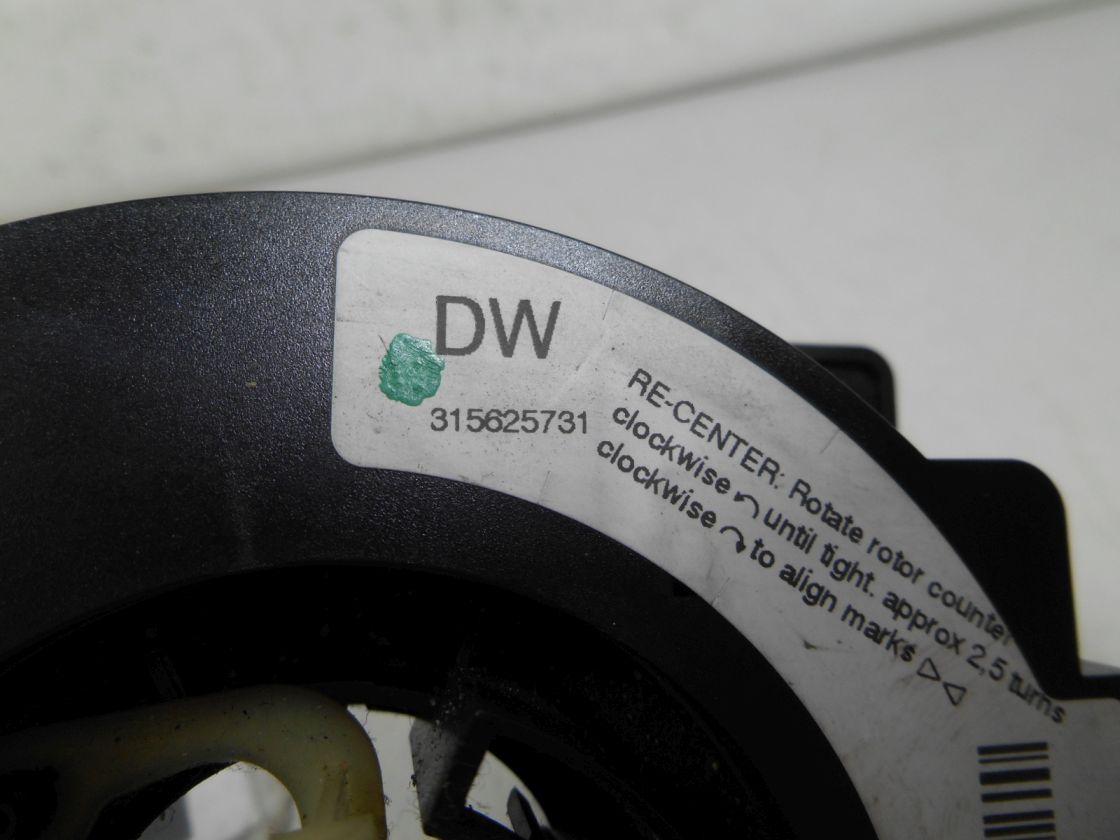 DW
315625731
RE-CENTER: Rotate rotor counter
clockwise ↶ until tight. approx 2,5 turns
clockwise ↷ to align marks ▷◁